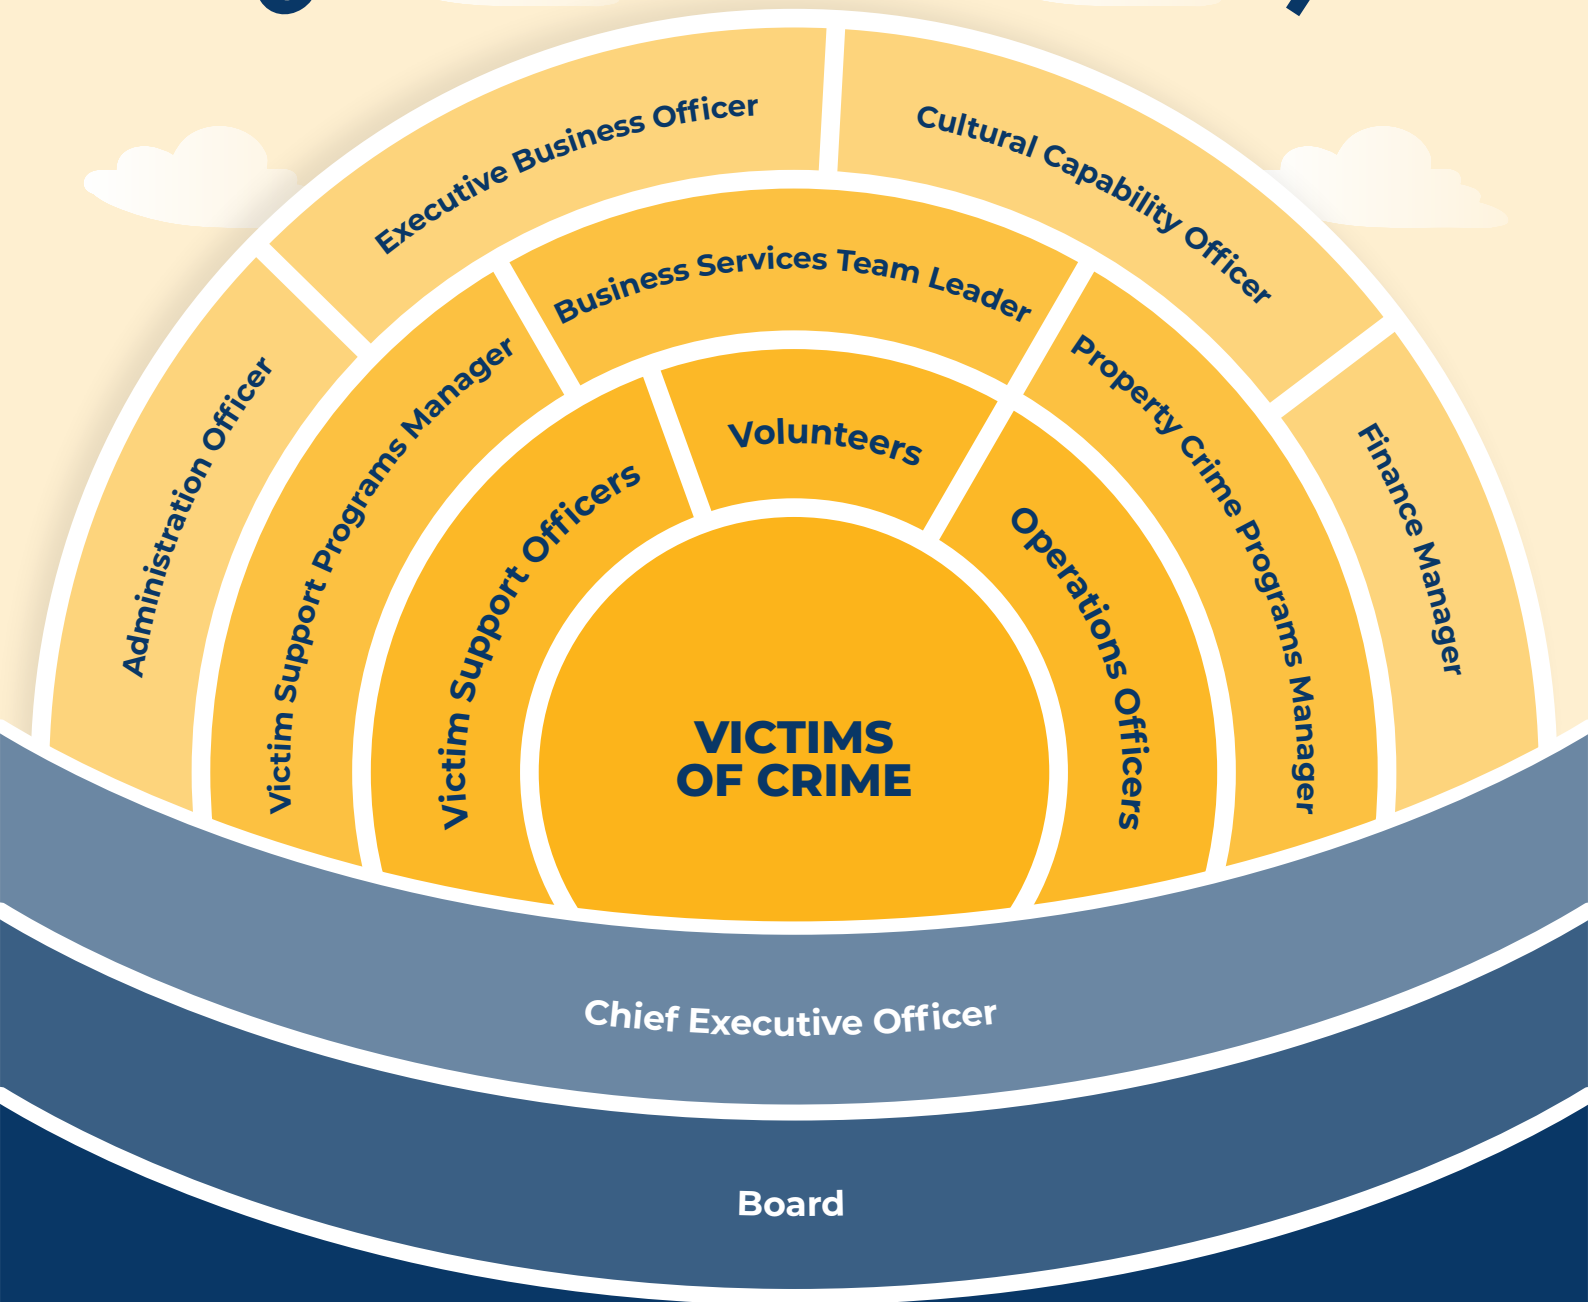 Executive Business Officer
Cultural Capability Officer
Administration Officer
Finance Manager
Victim Support Programs Manager
Business Services Team Leader
Property Crime Programs Manager
Victim Support Officers
Volunteers
Operations Officers
VICTIMS
OF CRIME
Chief Executive Officer
Board